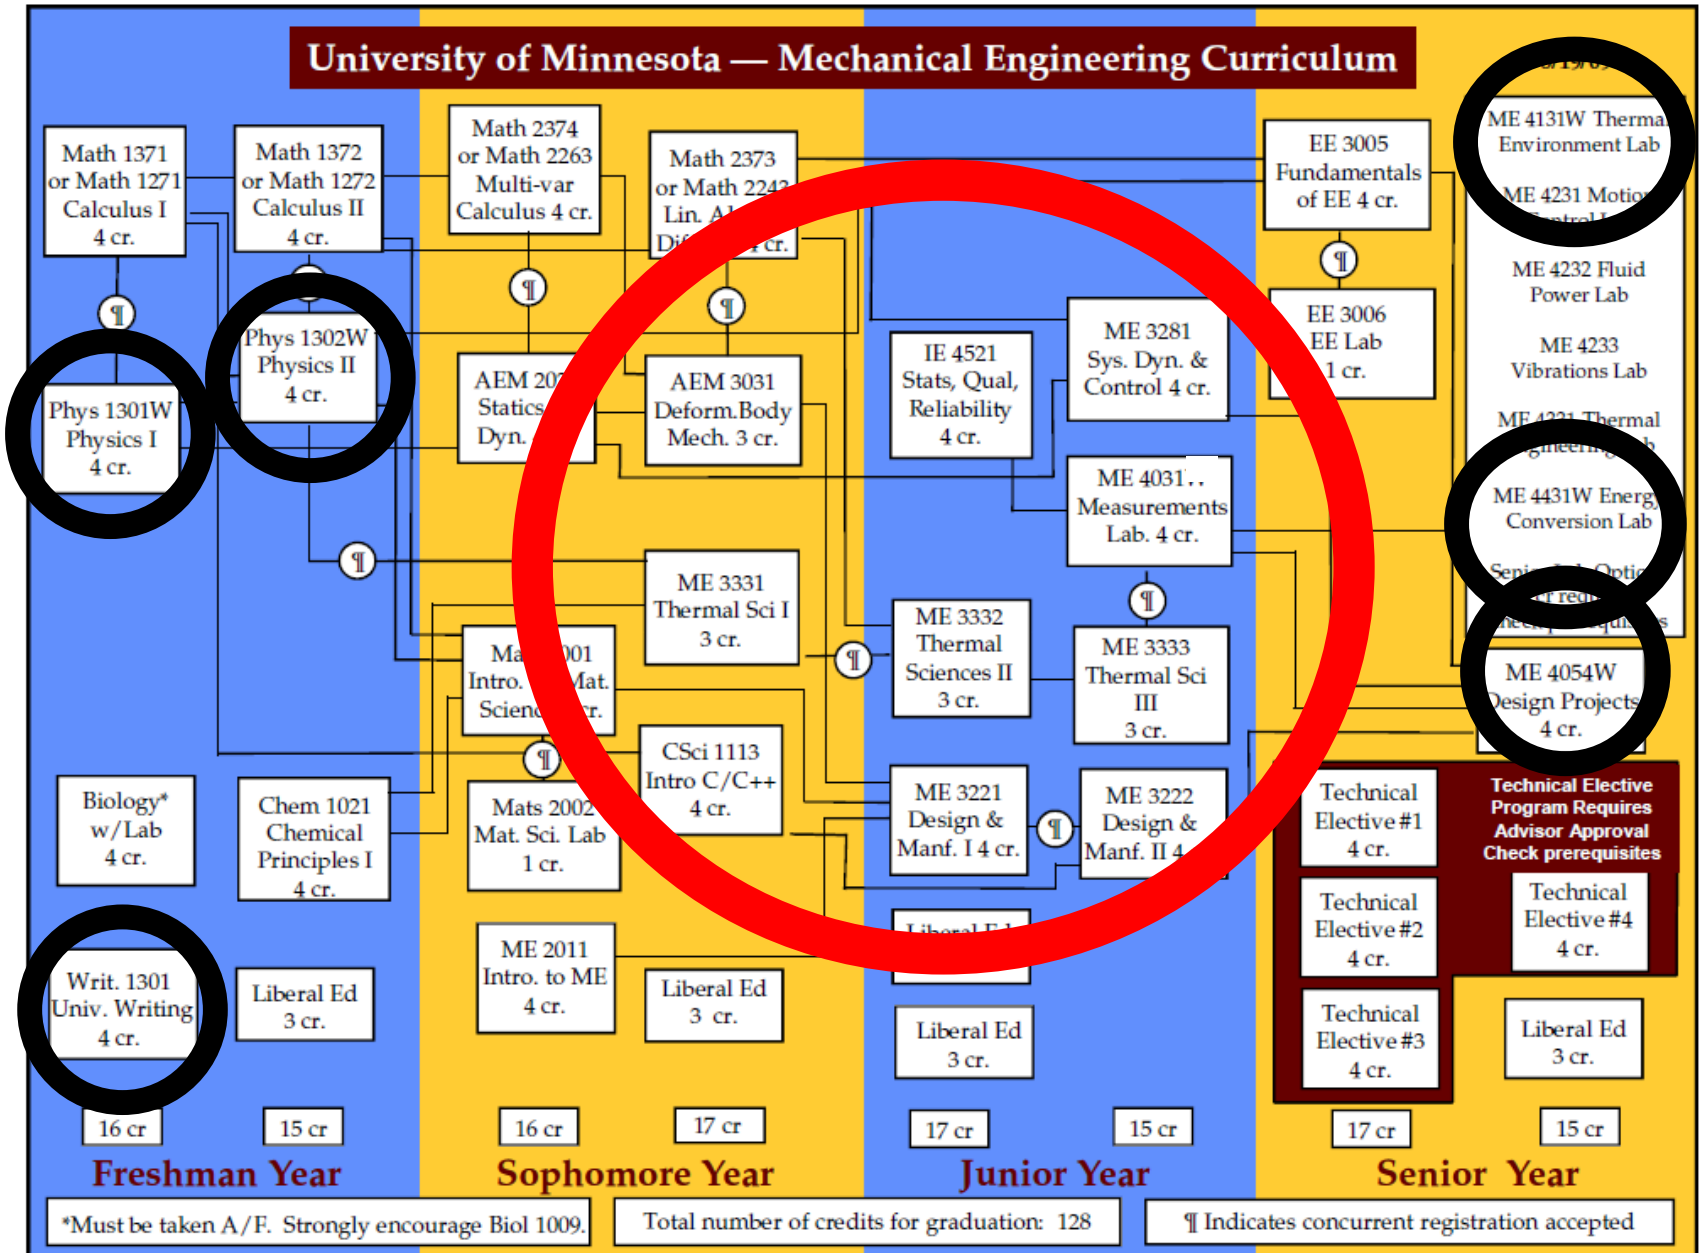 University of Minnesota — Mechanical Engineering Curriculum
Math 1371
or Math 1271
Calculus I
4 cr.
¶
Phys 1301W
Physics I
4 cr.
Biology*
w/Lab
4 cr.
Writ. 1301
Univ. Writing
4 cr.
16 cr
Math 1372
or Math 1272
Calculus II
4 cr.
Phys 1302W
Physics II
4 cr.
¶
Chem 1021
Chemical
Principles I
4 cr.
Liberal Ed
3 cr.
15 cr
Freshman Year
Math 2374
or Math 2263
Multi-var
Calculus 4 cr.
¶
AEM
Statics
Dyn.
001
Intro. Mat.
cr.
¶
Mats 2002
Mat. Sci. Lab
1 cr.
ME 2011
Intro. to ME
4 cr.
16 cr
Math 2373
or Math 2243
Lin.
cr.
¶
AEM 3031
Deform.Body
Mech. 3 cr.
ME 3331
Thermal Sci I
3 cr.
CSci 1113
Intro C/C++
4 cr.
Liberal Ed
3 cr.
17 cr
Sophomore Year
IE 4521
Stats, Qual,
Reliability
4 cr.
¶
ME 3332
Thermal
Sciences II
3 cr.
ME 3221
Design &
Manf. I 4 cr.
¶
Liberal Ed
3 cr.
17 cr
ME 3281
Sys. Dyn. &
Control 4 cr.
ME 4031
Measurements
Lab. 4 cr.
¶
ME 3333
Thermal Sci
III
3 cr.
ME 3222
Design &
Manf. II 4
15 cr
Junior Year
EE 3005
Fundamentals
of EE 4 cr.
¶
EE 3006
EE Lab
1 cr.
Technical
Elective #1
4 cr.
Technical
Elective #2
4 cr.
Technical
Elective #3
4 cr.
17 cr
ME 4131W Thermal
Environment Lab
ME 4231 Motion
ME 4232 Fluid
Power Lab
ME 4233
Vibrations Lab
ME 4331 Thermal
ME 4431W Energy
Conversion Lab
ME 4054W
Design Projects
4 cr.
Technical Elective
Program Requires
Advisor Approval
Check prerequisites
Technical
Elective #4
4 cr.
Liberal Ed
3 cr.
15 cr
Senior Year
*Must be taken A/F. Strongly encourage Biol 1009.
Total number of credits for graduation: 128
¶ Indicates concurrent registration accepted